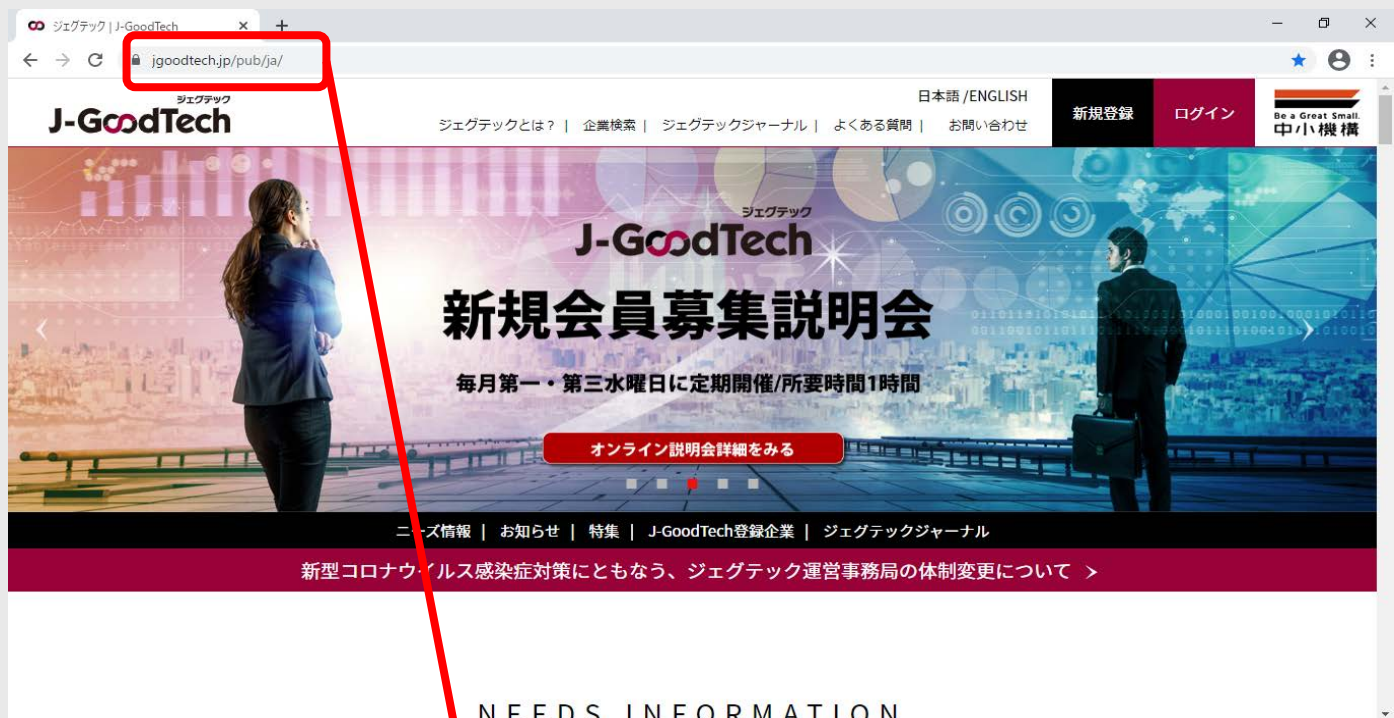 ジェグテック | J-GoodTech
jgoodtech.jp/pub/ja/
ジェグテック
J-GoodTech
日本語 /ENGLISH
ジェグテックとは？ | 企業検索 | ジェグテックジャーナル | よくある質問 | お問い合わせ
新規登録
ログイン
Be a Great Small.
中小機構
ジェグテック
J-GoodTech
新規会員募集説明会
毎月第一・第三水曜日に定期開催/所要時間1時間
オンライン説明会詳細をみる
ニーズ情報 | お知らせ | 特集 | J-GoodTech登録企業 | ジェグテックジャーナル
新型コロナウイルス感染症対策にともなう、ジェグテック運営事務局の体制変更について >
NEEDS INFORMATION